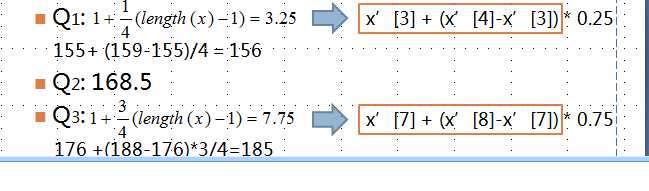 Q1: 1+1/4(length(x)−1) = 3.25 x′ [3] + (x′ [4]-x′ [3]) * 0.25
155+ (159-155)/4 = 156
Q2: 168.5
Q3: 1+3/4(length(x)−1) = 7.75 x′ [7] + (x′ [8]-x′ [7]) * 0.75
176 +(188-176)*3/4=185